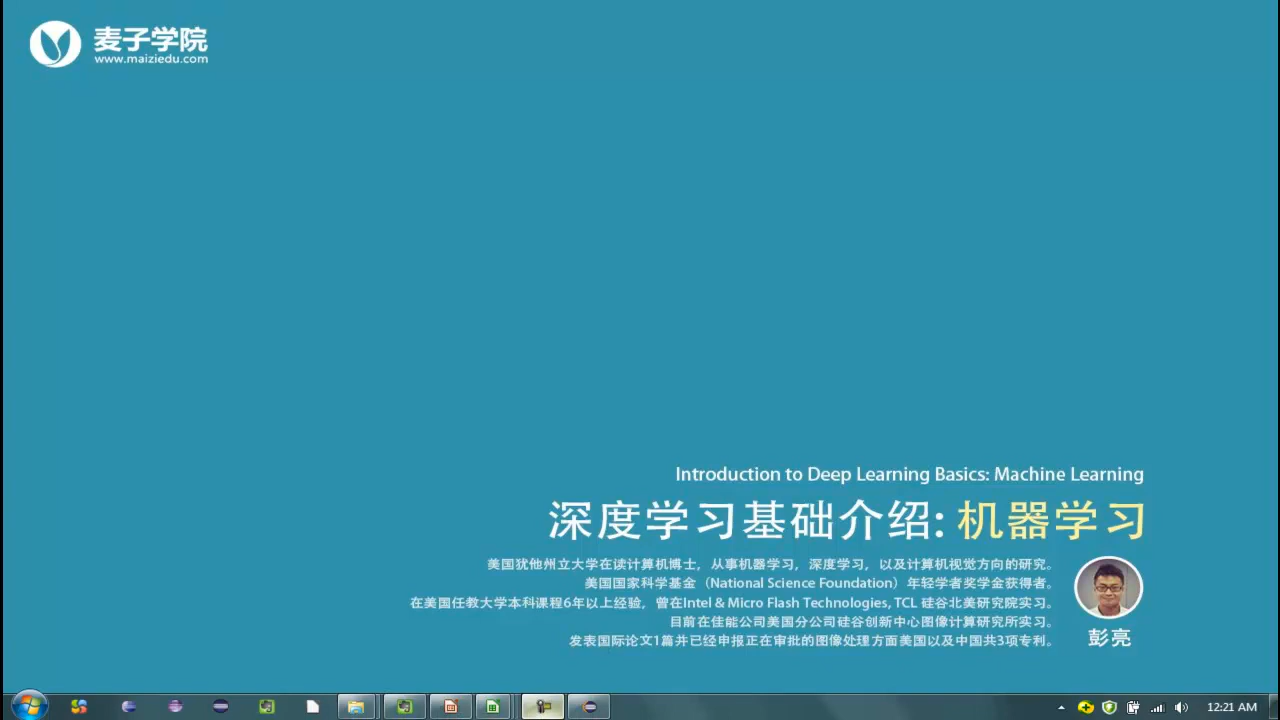 麦子学院
www.maiziedu.com
Introduction to Deep Learning Basics: Machine Learning
深度学习基础介绍: 机器学习
美国犹他州立大学在读计算机博士，从事机器学习，深度学习，以及计算机视觉方向的研究。
美国国家科学基金（National Science Foundation）年轻学者奖学金获得者。
在美国任教大学本科课程6年以上经验，曾在Intel & Micro Flash Technologies, TCL 硅谷北美研究院实习。
目前在佳能公司美国分公司硅谷创新中心图像计算研究所实习。
发表国际论文1篇并已经申报正在审批的图像处理方面美国以及中国共3项专利。
彭亮
12:21 AM